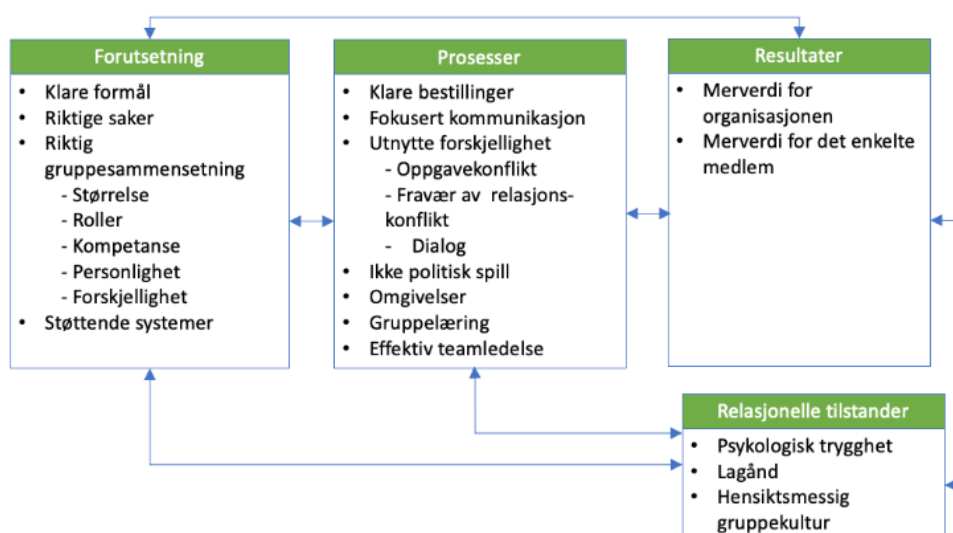 Forutsetning
• Klare formål
• Riktige saker
• Riktig
gruppesammensetning
- Størrelse
- Roller
- Kompetanse
- Personlighet
- Forskjellighet
• Støttende systemer
Prosesser
• Klare bestillinger
• Fokusert kommunikasjon
• Utnytte forskjellighet
- Oppgavekonflikt
- Fravær av relasjons-
konflikt
- Dialog
• Ikke politisk spill
• Omgivelser
• Gruppelæring
• Effektiv teamledelse
Resultater
• Merverdi for
organisasjonen
• Merverdi for det enkelte
medlem
Relasjonelle tilstander
• Psykologisk trygghet
• Lagånd
• Hensiktsmessig
gruppekultur